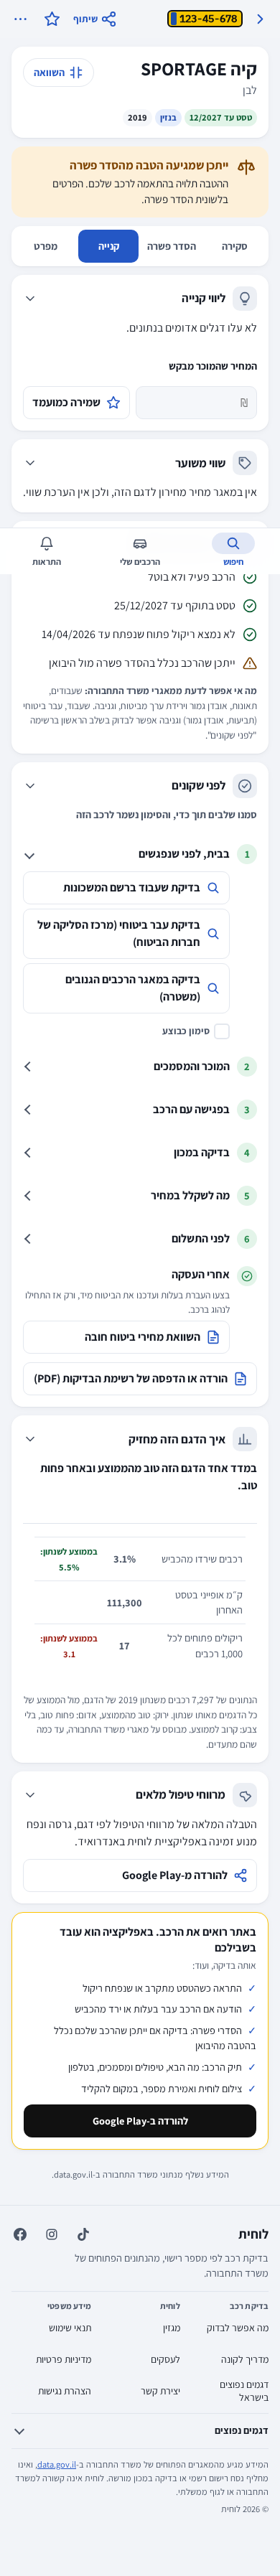 123-45-678
שיתוף
קיה SPORTAGE
השוואה
לבן
טסט עד 12/2027
בנזין
2019
ייתכן שמגיעה הטבה מהסדר פשרה
ההטבה תלויה בהתאמה לרכב שלכם. הפרטים
בלשונית הסדר פשרה.
סקירה
הסדר פשרה
קנייה
מפרט
ליווי קנייה
לא עלו דגלים אדומים בנתונים.
המחיר שהמוכר מבקש
₪
שמירה כמועמד
שווי משוער
אין במאגר מחיר מחירון לדגם הזה, ולכן אין הערכת שווי.
חיפוש
הרכבים שלי
התראות
הרכב פעיל ולא בוטל
טסט בתוקף עד 25/12/27
לא נמצא ריקול פתוח שנפתח עד 14/04/2026
ייתכן שהרכב נכלל בהסדר פשרה מול היבואן
מה אי אפשר לדעת ממאגרי משרד התחבורה: שעבודים,
תאונות, אובדן גמור וירידת ערך מביטוח, וגניבה. שעבוד, עבר ביטוחי
(תביעות, אובדן גמור) וגניבה אפשר לבדוק בשלב הראשון ברשימה
"לפני שקונים".
לפני שקונים
סמנו שלבים תוך כדי, והסימון נשמר לרכב הזה
1 בבית, לפני שנפגשים
בדיקת שעבוד ברשם המשכונות
בדיקת עבר ביטוחי (מרכז הסליקה של
חברות הביטוח)
בדיקה במאגר הרכבים הגנובים
(משטרה)
סימון כבוצע
2 המוכר והמסמכים
3 בפגישה עם הרכב
4 בדיקה במכון
5 מה לשקלל במחיר
6 לפני התשלום
אחרי העסקה
בצעו העברת בעלות ועדכנו את הביטוח מיד, ורק אז התחילו
לנהוג ברכב.
השוואת מחירי ביטוח חובה
הורדה או הדפסה של רשימת הבדיקות (PDF)
איך הדגם הזה מחזיק
במדד אחד הדגם הזה טוב מהממוצע ובאחר פחות
טוב.
רכבים שירדו מהכביש
3.1%
בממוצע לשנתון:
5.5%
ק״מ אופייני בטסט
האחרון
111,300
ריקולים פתוחים לכל
1,000 רכבים
17
בממוצע לשנתון:
3.1
הנתונים של 7,297 רכבים משנתון 2019 של הדגם, מול הממוצע של
כל הדגמים מאותו שנתון. ירוק: טוב מהממוצע, אדום: פחות טוב, בלי
צבע: קרוב לממוצע. מבוסס על מאגרי משרד התחבורה, עד כמה
שהם מתעדים.
מרווחי טיפול מלאים
הטבלה המלאה של מרווחי הטיפול לפי דגם, גרסה ונפח
מנוע זמינה באפליקציית לוחית באנדרואיד.
להורדה מ-Google Play
באתר רואים את הרכב. באפליקציה הוא עובד
בשבילכם
אותה בדיקה, ועוד:
✓ התראה כשהטסט מתקרב או שנפתח ריקול
✓ הודעה אם הרכב עבר בעלות או ירד מהכביש
✓ הסדרי פשרה: בדיקה אם ייתכן שהרכב שלכם נכלל
בהטבה מהיבואן
✓ תיק הרכב: מה הבא, טיפולים ומסמכים, בטלפון
✓ צילום לוחית ואמירת מספר, במקום להקליד
להורדה ב-Google Play
המידע נשלף מנתוני משרד התחבורה ב-data.gov.il.
לוחית
בדיקת רכב לפי מספר רישוי, מהנתונים הפתוחים של
משרד התחבורה.
בדיקת רכב
לוחית
מידע משפטי
מה אפשר לבדוק
מגזין
תנאי שימוש
מדריך לקונה
לעסקים
מדיניות פרטיות
דגמים נפוצים
בישראל
יצירת קשר
הצהרת נגישות
דגמים נפוצים
המידע מגיע מהמאגרים הפתוחים של משרד התחבורה ב-data.gov.il, ואינו
מחליף נסח רישום רשמי או בדיקה במכון מורשה. לוחית אינה קשורה למשרד
התחבורה או לגוף ממשלתי.
© 2026 לוחית